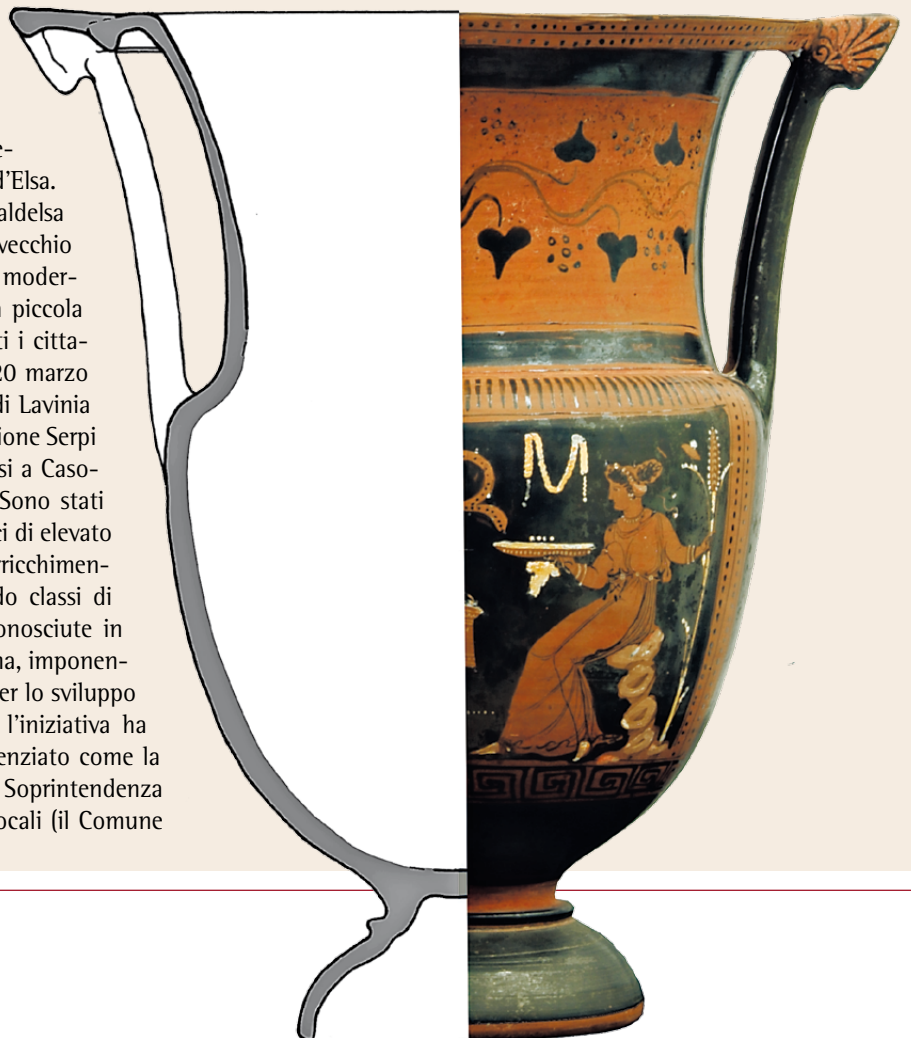 e-
d'Elsa.
aldelsa
vecchio
moder-
piccola
ti i citta-
20 marzo
di Lavinia
ione Serpi
si a Caso-
Sono stati
ci di elevato
rricchimen-
do classi di
onosciute in
na, imponen-
er lo sviluppo
l'iniziativa ha
enziato come la
Soprintendenza
ocali (il Comune